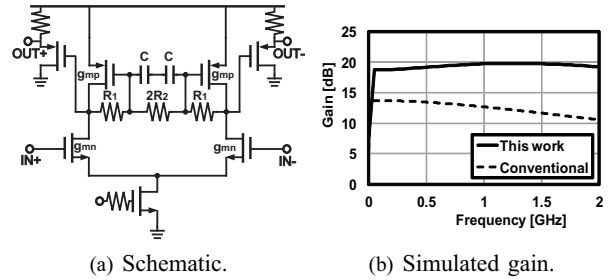 OUT+
OUT-
gmp
C
C
gmp
R1
2R2
R1
gmn
gmn
IN+
IN-
(a) Schematic.
Gain [dB]
25
20
15
10
5
0
This work
Conventional
0
0.5
1
1.5
2
Frequency [GHz]
(b) Simulated gain.